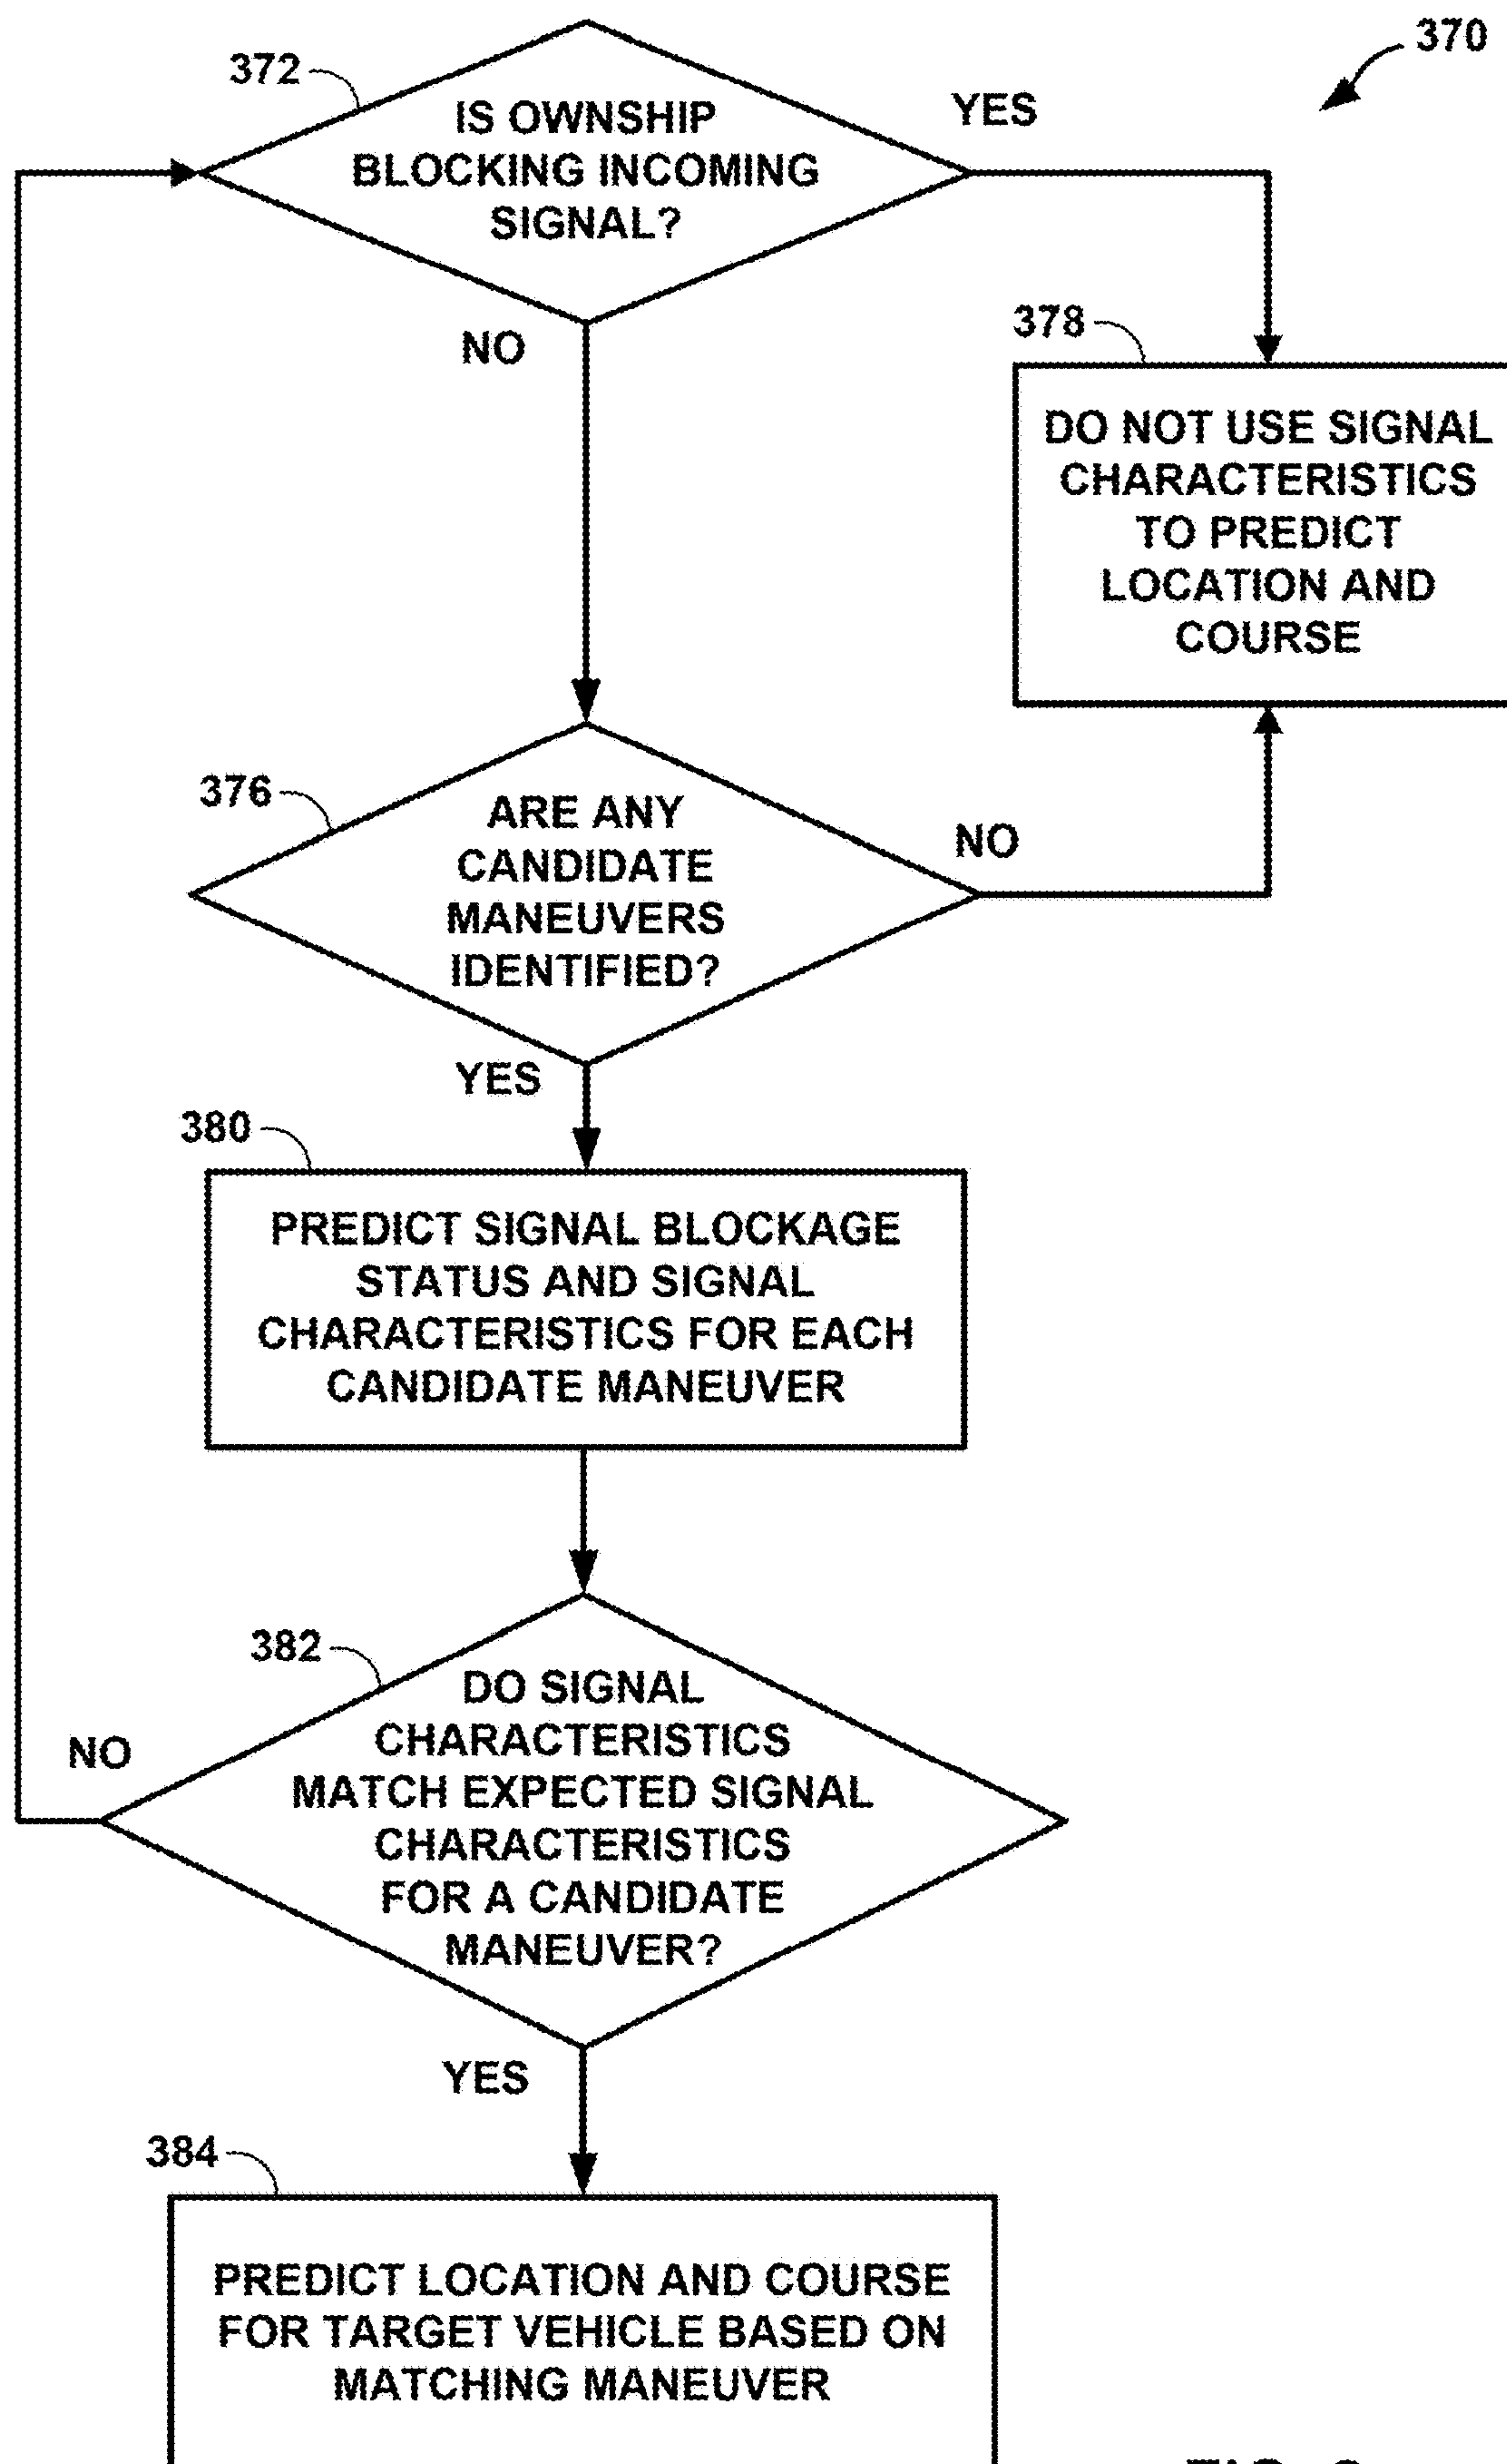 370
372
IS OWNSHIP
BLOCKING INCOMING
SIGNAL?
YES
NO
378
DO NOT USE SIGNAL
CHARACTERISTICS
TO PREDICT
LOCATION AND
COURSE
376
ARE ANY
CANDIDATE
MANEUVERS
IDENTIFIED?
NO
YES
380
PREDICT SIGNAL BLOCKAGE
STATUS AND SIGNAL
CHARACTERISTICS FOR EACH
CANDIDATE MANEUVER
382
DO SIGNAL
CHARACTERISTICS
MATCH EXPECTED SIGNAL
CHARACTERISTICS
FOR A CANDIDATE
MANEUVER?
NO
YES
384
PREDICT LOCATION AND COURSE
FOR TARGET VEHICLE BASED ON
MATCHING MANEUVER